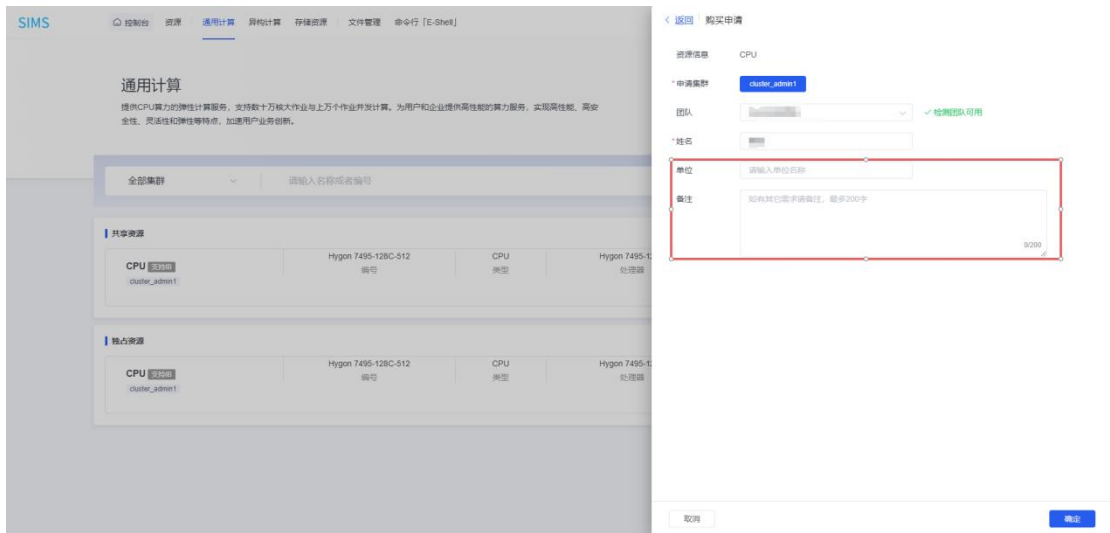 SIMS
控制台 资源 通用计算 异构计算 存储资源 文件管理 命令行「E-Shell」
通用计算
提供CPU算力的弹性计算服务，支持数十万核大作业与上万个作业并发计算。为用户和企业提供高性能的算力服务，实现高性能、高安
全性、灵活性和弹性等特点，加速用户业务创新。
全部集群 请输入名称或者编号
共享资源
CPU
cluster_admin1
Hygon 7495-128C-512
编号
CPU
类型
Hygon 7495-1
处理器
独占资源
CPU
cluster_admin1
Hygon 7495-128C-512
编号
CPU
类型
Hygon 7495-1
处理器
< 返回 购买申请
资源信息 CPU
*申请集群 cluster_admin1
团队 检测团队可用
*姓名
单位 请输入单位名称
备注 如有其它需求请备注，最多200字
0/200
取消 确定